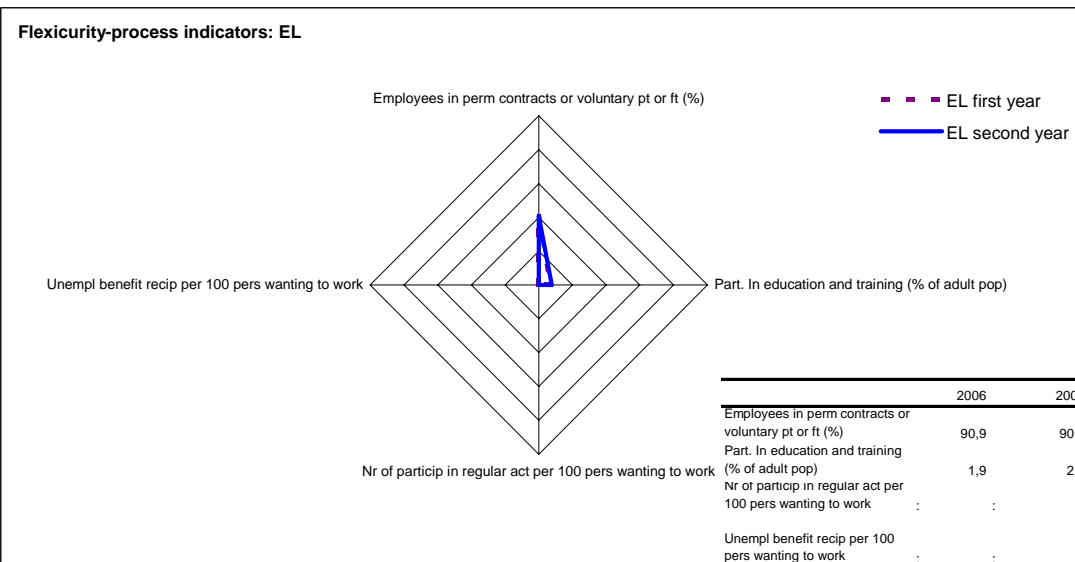 Flexicurity-process indicators: EL
Employees in perm contracts or voluntary pt or ft (%)
EL first year
EL second year
Unempl benefit recip per 100 pers wanting to work
Part. In education and training (% of adult pop)
Nr of particip in regular act per 100 pers wanting to work
2006 200
Employees in perm contracts or
voluntary pt or ft (%) 90,9 90,
Part. In education and training
(% of adult pop) 1,9 2
Nr of particip in regular act per
100 pers wanting to work : :
Unempl benefit recip per 100
pers wanting to work : :